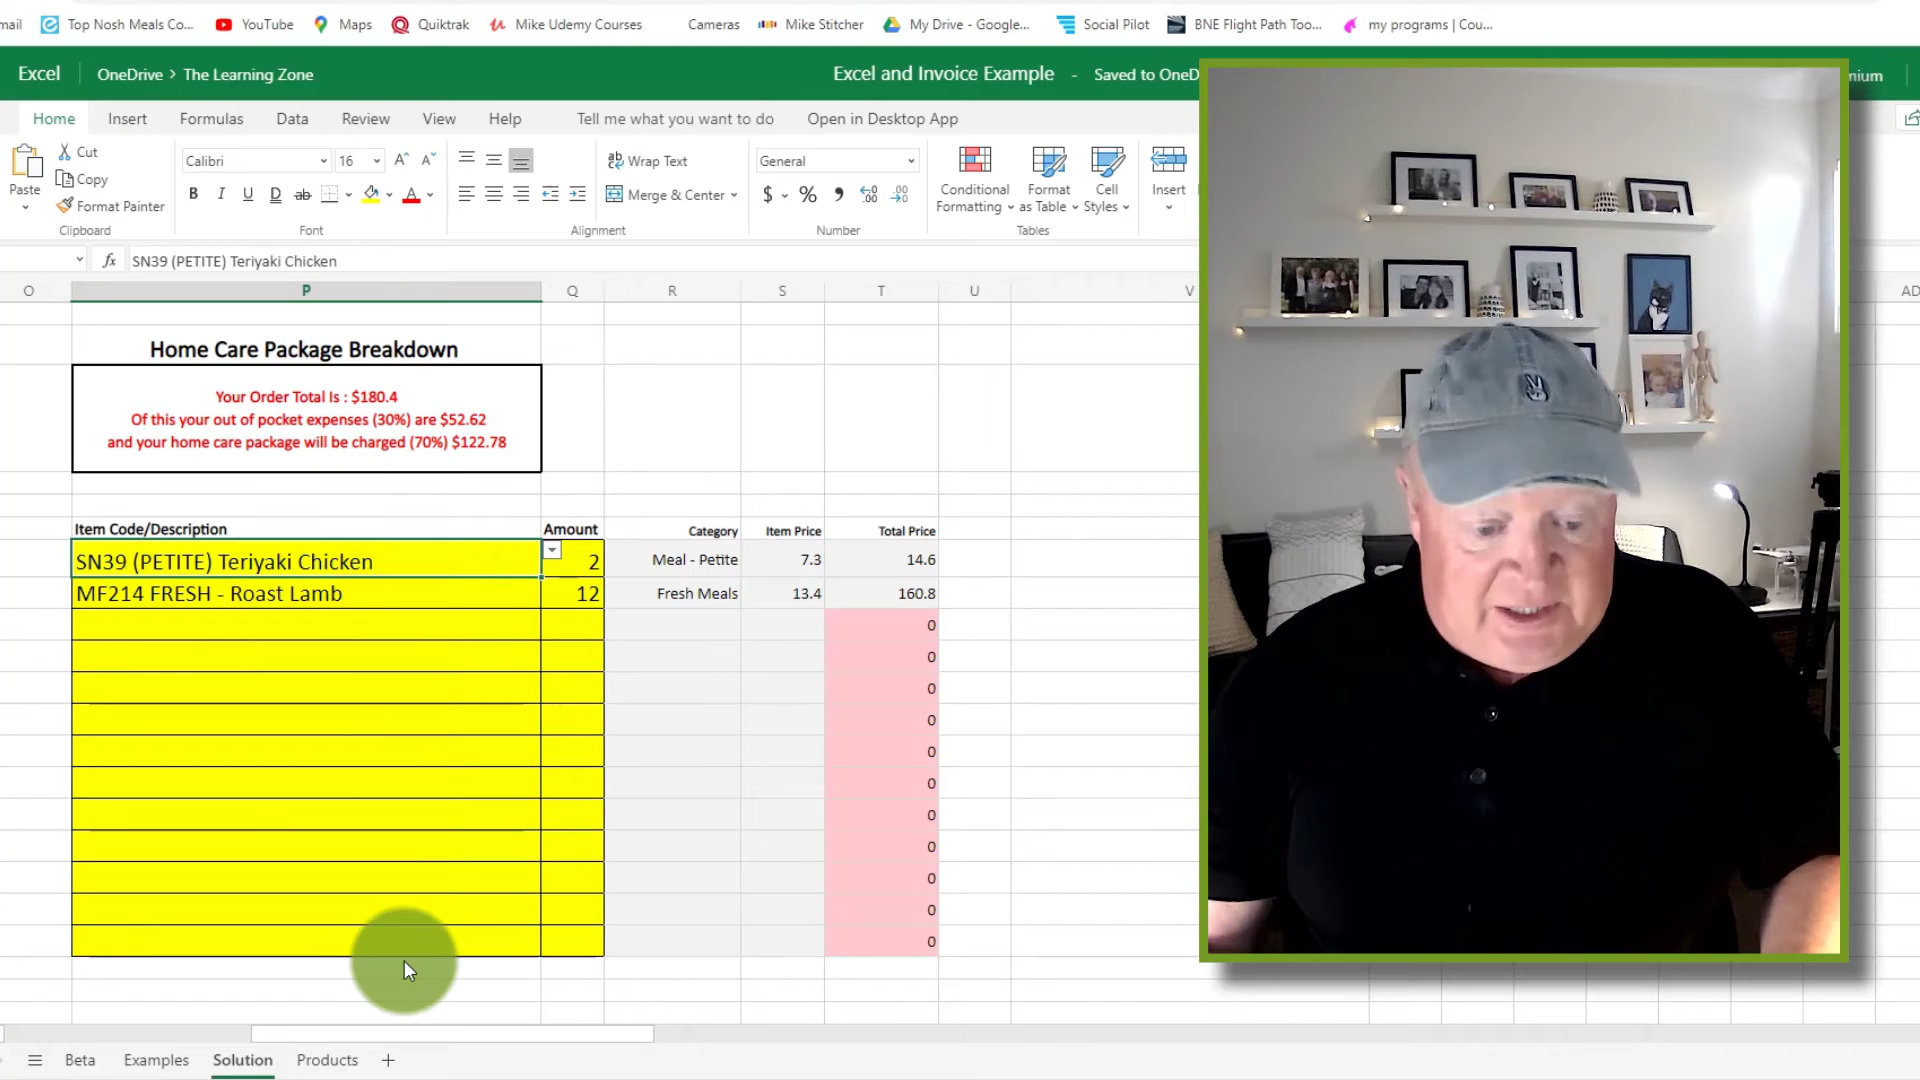 mail Top Nosh Meals Co... YouTube Maps Quiktrak Mike Udemy Courses Cameras Mike Stitcher My Drive - Google... Social Pilot BNE Flight Path Too... my programs | Cou...
Excel OneDrive > The Learning Zone Excel and Invoice Example - Saved to OneD mium
Home Insert Formulas Data Review View Help Tell me what you want to do Open in Desktop App
Paste Cut Copy Format Painter
Calibri 16
B I U D ab A
ab Wrap Text
Merge & Center
General
$ % 9
Conditional Formatting
Format as Table
Cell Styles
Insert
Clipboard Font Alignment Number Tables
fx SN39 (PETITE) Teriyaki Chicken
O P Q R S T U V AD
Home Care Package Breakdown
Your Order Total Is : $180.4
Of this your out of pocket expenses (30%) are $52.62
and your home care package will be charged (70%) $122.78
Item Code/Description Amount Category Item Price Total Price
SN39 (PETITE) Teriyaki Chicken 2 Meal - Petite 7.3 14.6
MF214 FRESH - Roast Lamb 12 Fresh Meals 13.4 160.8
0
0
0
0
0
0
0
0
0
0
0
Beta Examples Solution Products +